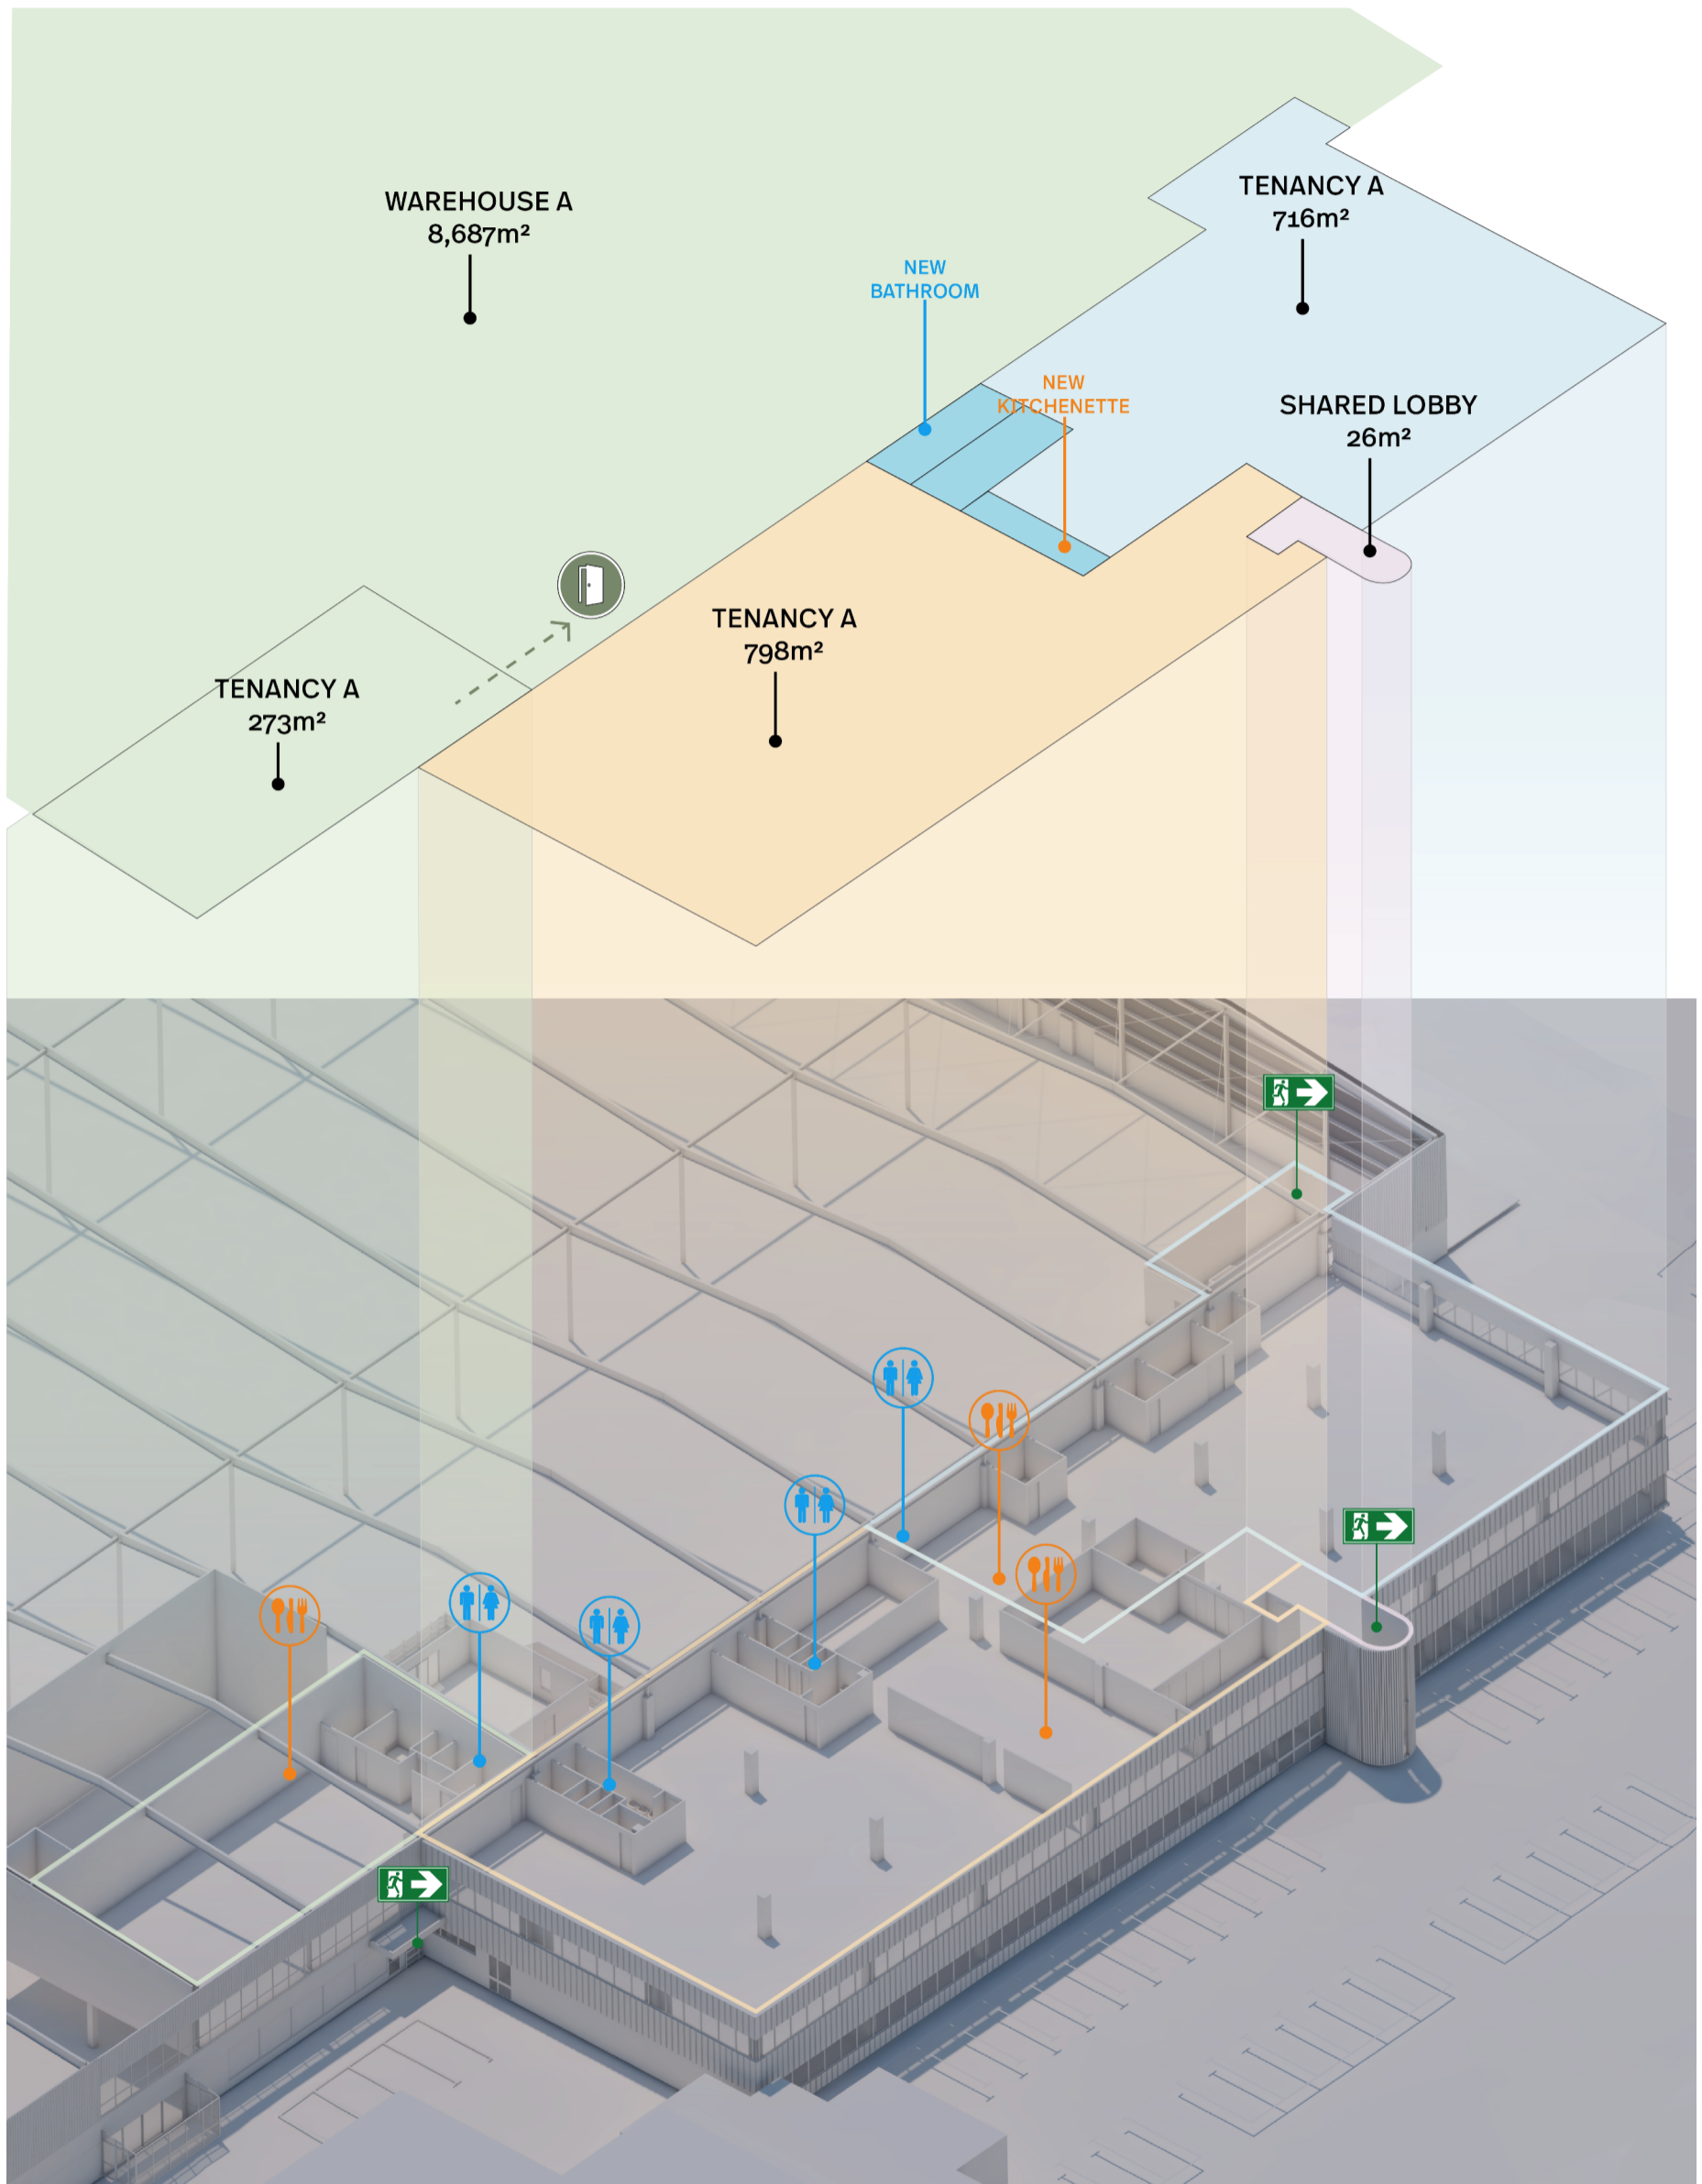 WAREHOUSE A
8,687m²
TENANCY A
716m²
NEW
BATHROOM
NEW
KITCHENETTE
SHARED LOBBY
26m²
TENANCY A
798m²
TENANCY A
273m²